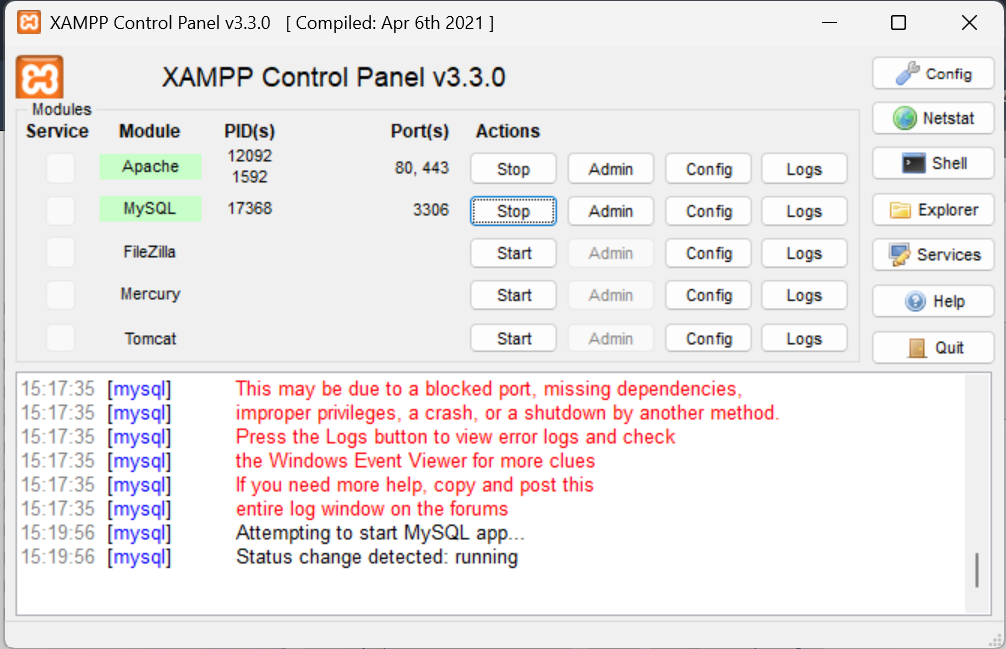 XAMPP Control Panel v3.3.0 [ Compiled: Apr 6th 2021 ]
XAMPP Control Panel v3.3.0
Modules
Service Module PID(s) Port(s) Actions
Apache 12092 1592 80, 443 Stop Admin Config Logs
MySQL 17368 3306 Stop Admin Config Logs
FileZilla Start Admin Config Logs
Mercury Start Admin Config Logs
Tomcat Start Admin Config Logs
Config
Netstat
Shell
Explorer
Services
Help
Quit
15:17:35 [mysql] This may be due to a blocked port, missing dependencies,
15:17:35 [mysql] improper privileges, a crash, or a shutdown by another method.
15:17:35 [mysql] Press the Logs button to view error logs and check
15:17:35 [mysql] the Windows Event Viewer for more clues
15:17:35 [mysql] If you need more help, copy and post this
15:17:35 [mysql] entire log window on the forums
15:19:56 [mysql] Attempting to start MySQL app...
15:19:56 [mysql] Status change detected: running